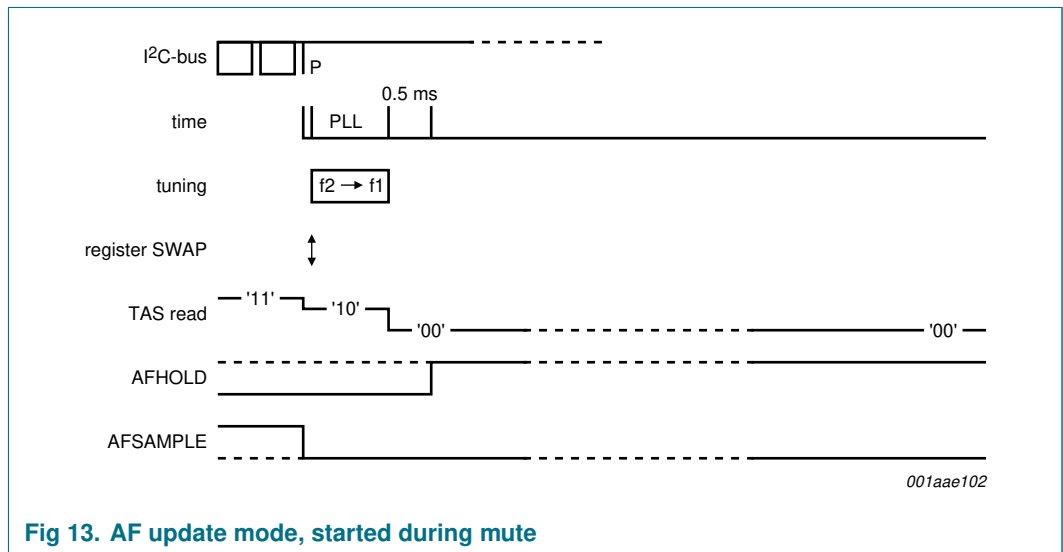 I²C-bus
P
0.5 ms
time
PLL
tuning
f2 → f1
register SWAP
TAS read
'11'
'10'
'00'
'00'
AFHOLD
AFSAMPLE
001aae102
Fig 13. AF update mode, started during mute